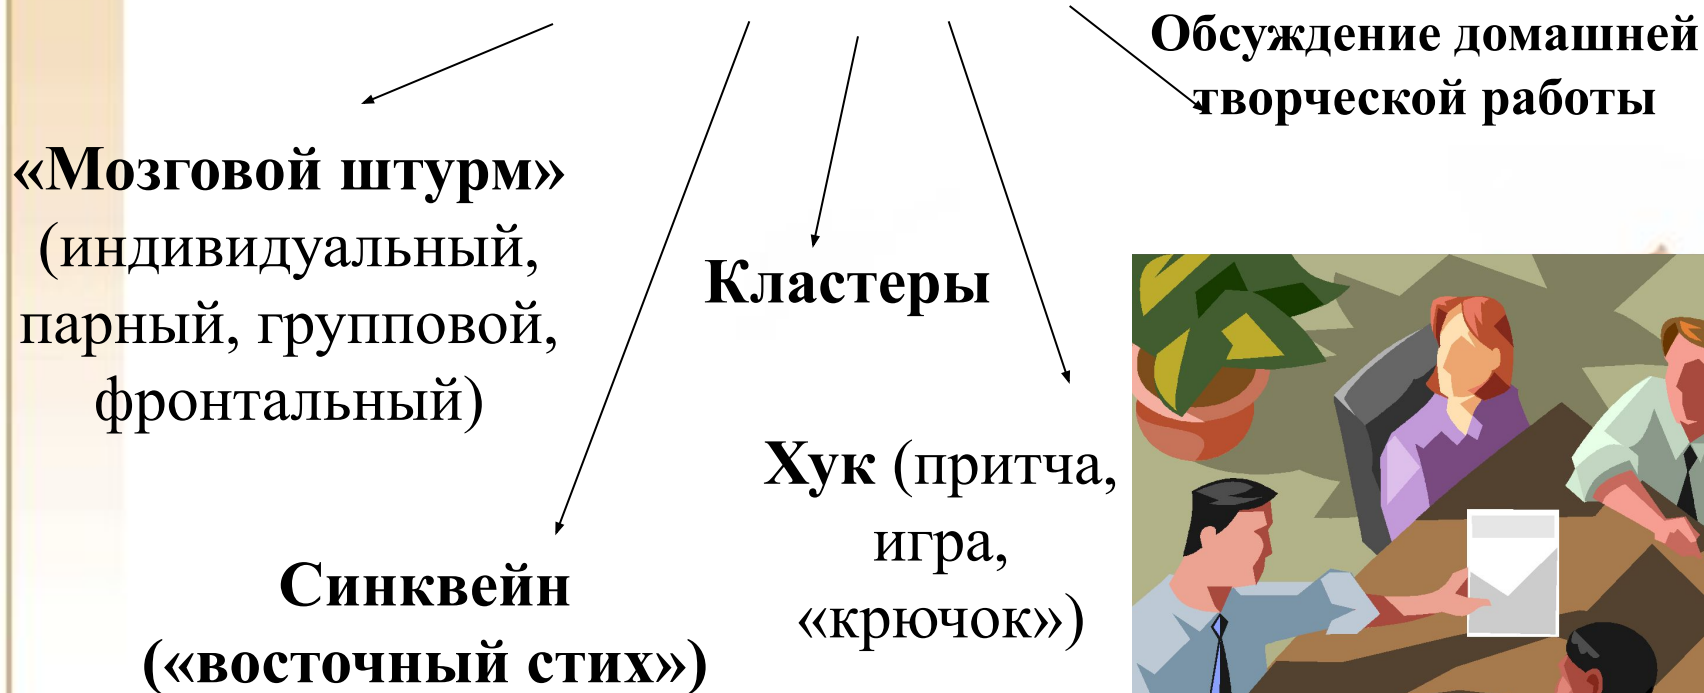 Обсуждение домашней
творческой работы
«Мозговой штурм»
(индивидуальный,
парный, групповой,
фронтальный)
Кластеры
Хук (притча,
игра,
«крючок»)
Синквейн
(«восточный стих»)